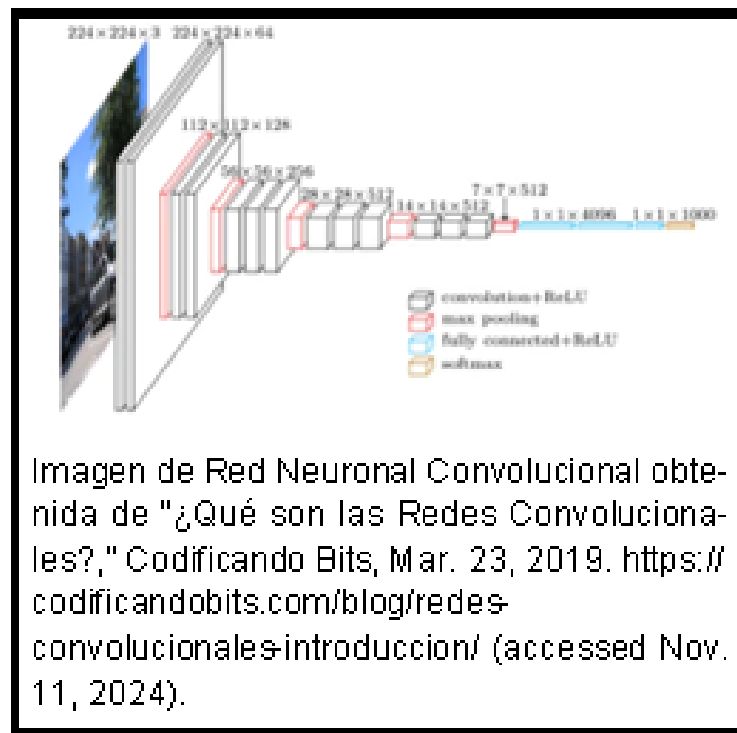 224×224×3 224×224×64
112×112×128
56×56×256
28×28×512
14×14×512
7×7×512
1×1×4096 1×1×1000
convolution+ReLU
max pooling
fully connected+ReLU
softmax
Imagen de Red Neuronal Convolucional obte-
nida de "¿Qué son las Redes Convoluciona-
les?," Codificando Bits, Mar. 23, 2019. https://
codificandobits.com/blog/redes-
convolucionales-introduccion/ (accessed Nov.
11, 2024).